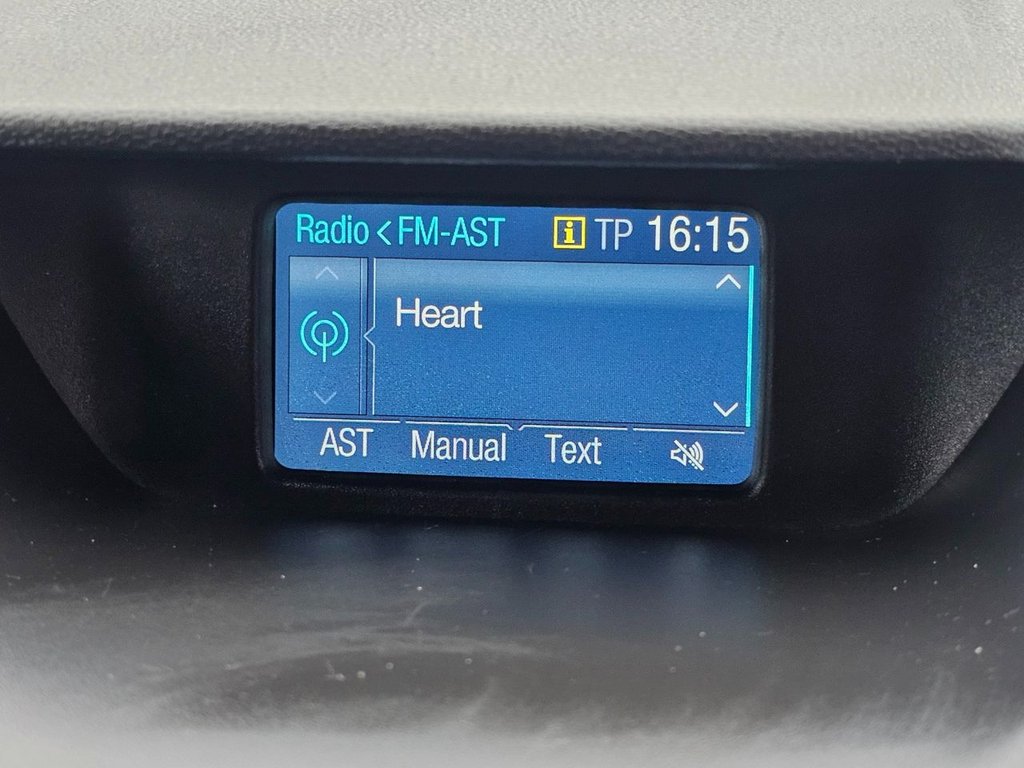 Radio < FM-AST i TP 16:15
Heart
AST Manual Text